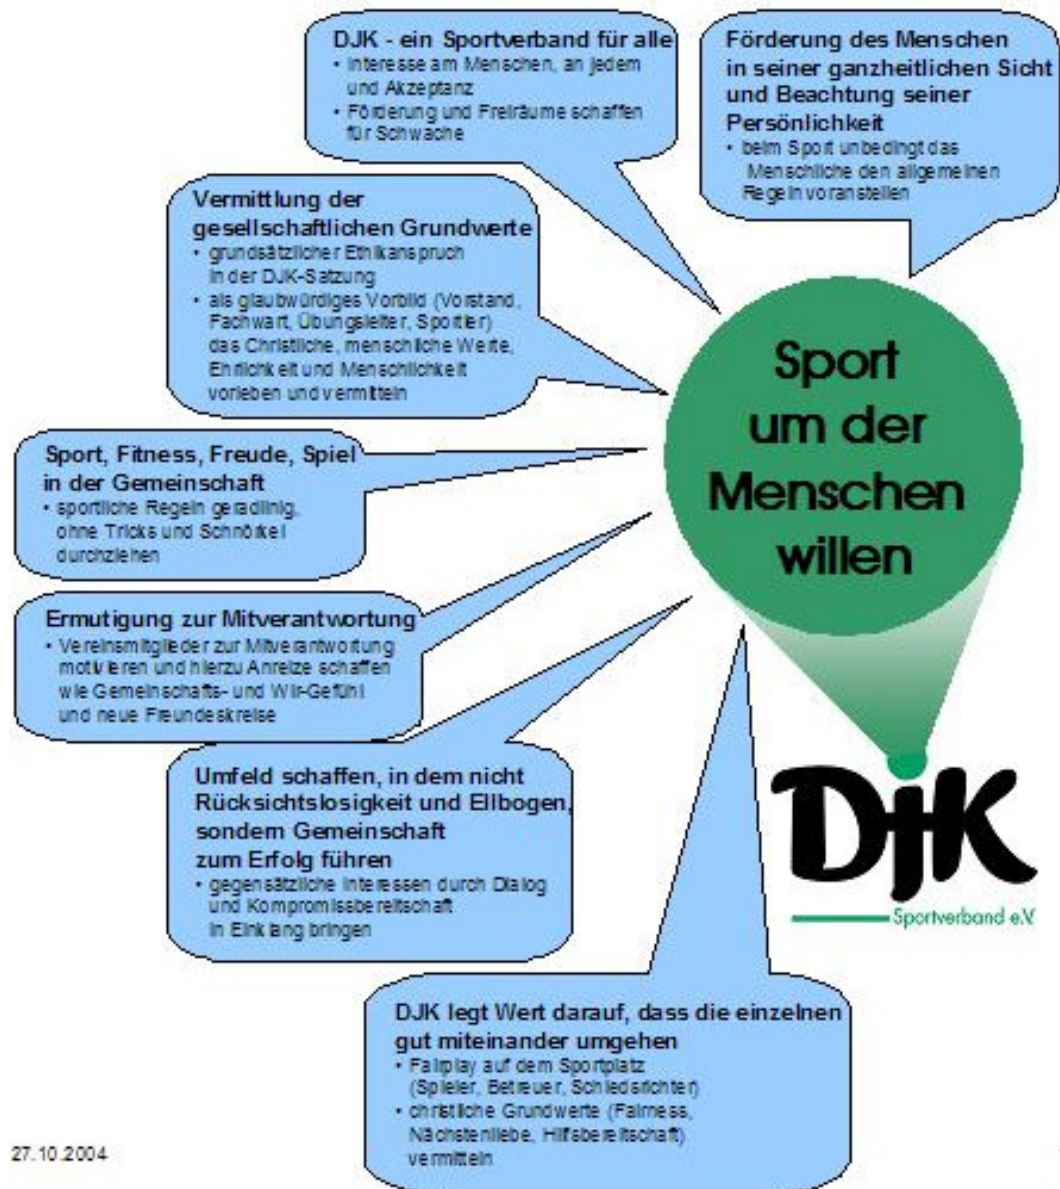 DJK - ein Sportverband für alle
• Interesse am Menschen, an jedem
und Akzeptanz
• Förderung und Freiräume schaffen
für Schwache
Förderung des Menschen
in seiner ganzheitlichen Sicht
und Beachtung seiner
Persönlichkeit
• beim Sport unbedingt das
Menschliche den allgemeinen
Regeln voranstellen
Vermittlung der
gesellschaftlichen Grundwerte
• grundsätzlicher Ethikanspruch
in der DJK-Satzung
• als glaubwürdiges Vorbild (Vorstand,
Fachwart, Übungsleiter, Sportler)
das Christliche, menschliche Werte,
Ehrlichkeit und Menschlichkeit
vorleben und vermitteln
Sport
um der
Menschen
willen
Sport, Fitness, Freude, Spiel
in der Gemeinschaft
• sportliche Regeln geradlinig,
ohne Tricks und Schnörkel
durchziehen
Ermutigung zur Mitverantwortung
• Vereinsmitglieder zur Mitverantwortung
motivieren und hierzu Anreize schaffen
wie Gemeinschafts- und Wir-Gefühl
und neue Freundeskreise
Umfeld schaffen, in dem nicht
Rücksichtslosigkeit und Ellbogen,
sondern Gemeinschaft
zum Erfolg führen
• gegensätzliche Interessen durch Dialog
und Kompromissbereitschaft
in Einklang bringen
DJK
Sportverband e.V.
DJK legt Wert darauf, dass die einzelnen
gut miteinander umgehen
• Fairplay auf dem Sportplatz
(Spieler, Betreuer, Schiedsrichter)
• christliche Grundwerte (Fairness,
Nächstenliebe, Hilfsbereitschaft)
vermitteln
27.10.2004